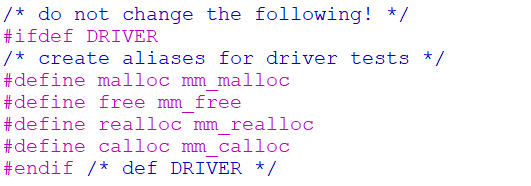 /* do not change the following! */
#ifdef DRIVER
/* create aliases for driver tests */
#define malloc mm_malloc
#define free mm_free
#define realloc mm_realloc
#define calloc mm_calloc
#endif /* def DRIVER */